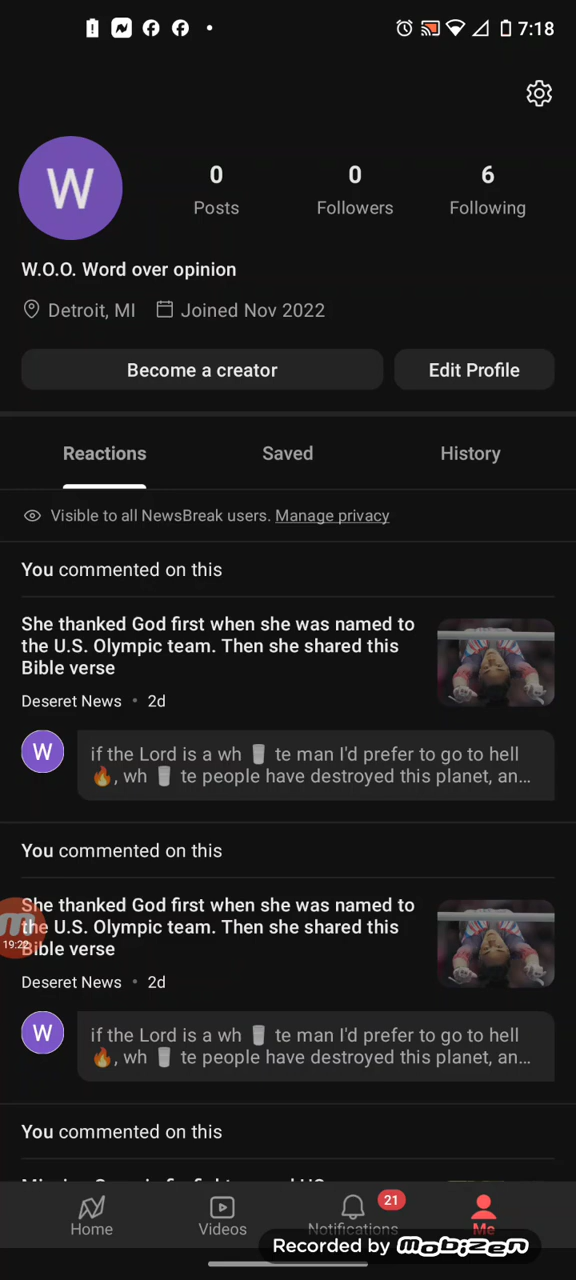 7:18
W
0
0
6
Posts
Followers
Following
W.O.O. Word over opinion
Detroit, MI
Joined Nov 2022
Become a creator
Edit Profile
Reactions
Saved
History
Visible to all NewsBreak users. Manage privacy
You commented on this
She thanked God first when she was named to
the U.S. Olympic team. Then she shared this
Bible verse
Deseret News • 2d
W
if the Lord is a wh 🥛 te man I'd prefer to go to hell
🔥, wh 🥛 te people have destroyed this planet, an...
You commented on this
She thanked God first when she was named to
the U.S. Olympic team. Then she shared this
Bible verse
19:22
Deseret News • 2d
W
if the Lord is a wh 🥛 te man I'd prefer to go to hell
🔥, wh 🥛 te people have destroyed this planet, an...
You commented on this
21
Home
Videos
Notifications
Me
Recorded by mobizen